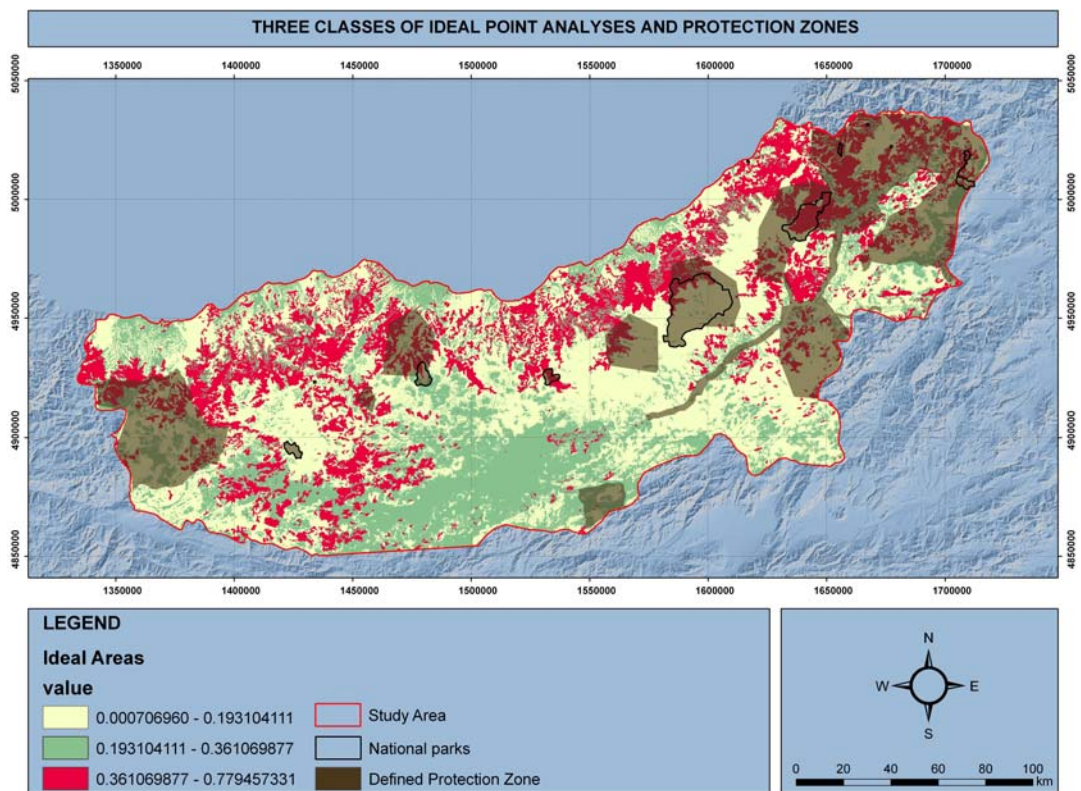 THREE CLASSES OF IDEAL POINT ANALYSES AND PROTECTION ZONES
1350000 1400000 1450000 1500000 1550000 1600000 1650000 1700000
5050000 5050000
5000000 5000000
4950000 4950000
4900000 4900000
4850000 4850000
1350000 1400000 1450000 1500000 1550000 1600000 1650000 1700000
LEGEND
Ideal Areas
value
0.000706960 - 0.193104111 Study Area
0.193104111 - 0.361069877 National parks
0.361069877 - 0.779457331 Defined Protection Zone
N
W E
S
0 20 40 60 80 100
km